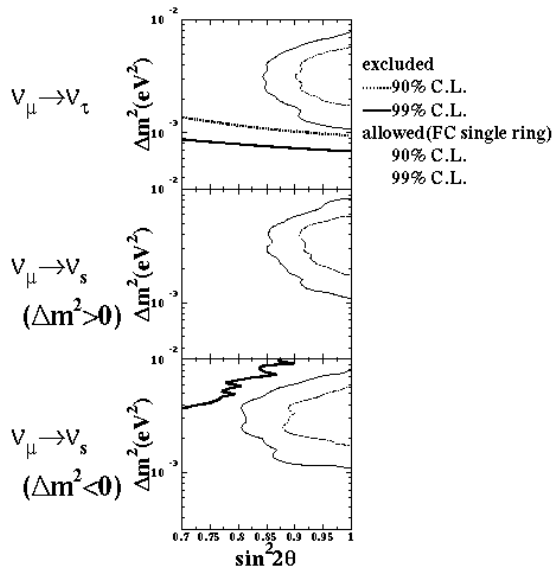 10 -2
Δm²(eV²)
10 -3
νμ→ντ
excluded
90% C.L.
99% C.L.
allowed(FC single ring)
90% C.L.
99% C.L.
10 -2
Δm²(eV²)
10 -3
νμ→νs
(Δm²>0)
10 -2
Δm²(eV²)
10 -3
νμ→νs
(Δm²<0)
0.7 0.75 0.8 0.85 0.9 0.95 1
sin²2θ